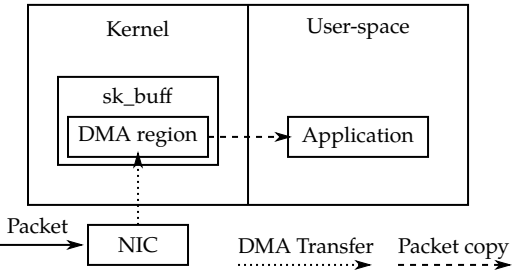 Kernel
User-space
sk_buff
DMA region
Application
Packet
NIC
DMA Transfer
Packet copy